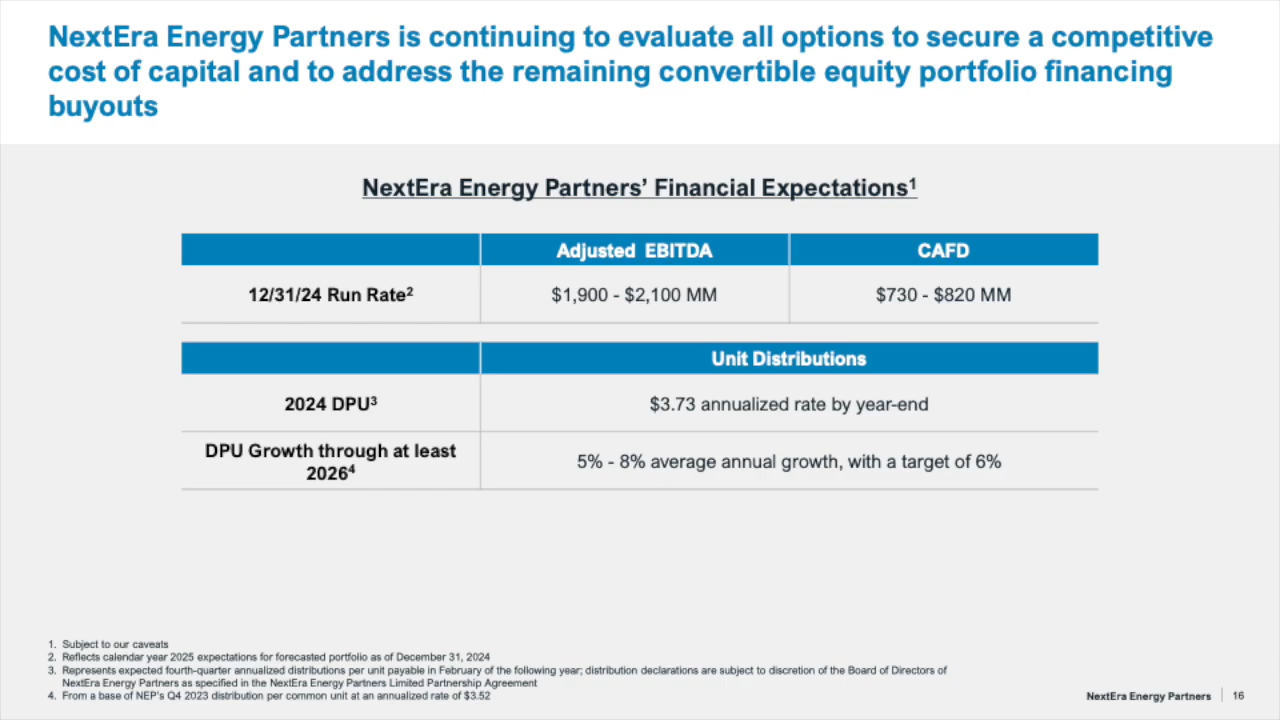 NextEra Energy Partners is continuing to evaluate all options to secure a competitive
cost of capital and to address the remaining convertible equity portfolio financing
buyouts
NextEra Energy Partners’ Financial Expectations¹
Adjusted EBITDA CAFD
12/31/24 Run Rate² $1,900 - $2,100 MM $730 - $820 MM
Unit Distributions
2024 DPU³ $3.73 annualized rate by year-end
DPU Growth through at least
2026⁴ 5% - 8% average annual growth, with a target of 6%
1. Subject to our caveats
2. Reflects calendar year 2025 expectations for forecasted portfolio as of December 31, 2024
3. Represents expected fourth-quarter annualized distributions per unit payable in February of the following year; distribution declarations are subject to discretion of the Board of Directors of
NextEra Energy Partners as specified in the NextEra Energy Partners Limited Partnership Agreement
4. From a base of NEP's Q4 2023 distribution per common unit at an annualized rate of $3.52
NextEra Energy Partners 16